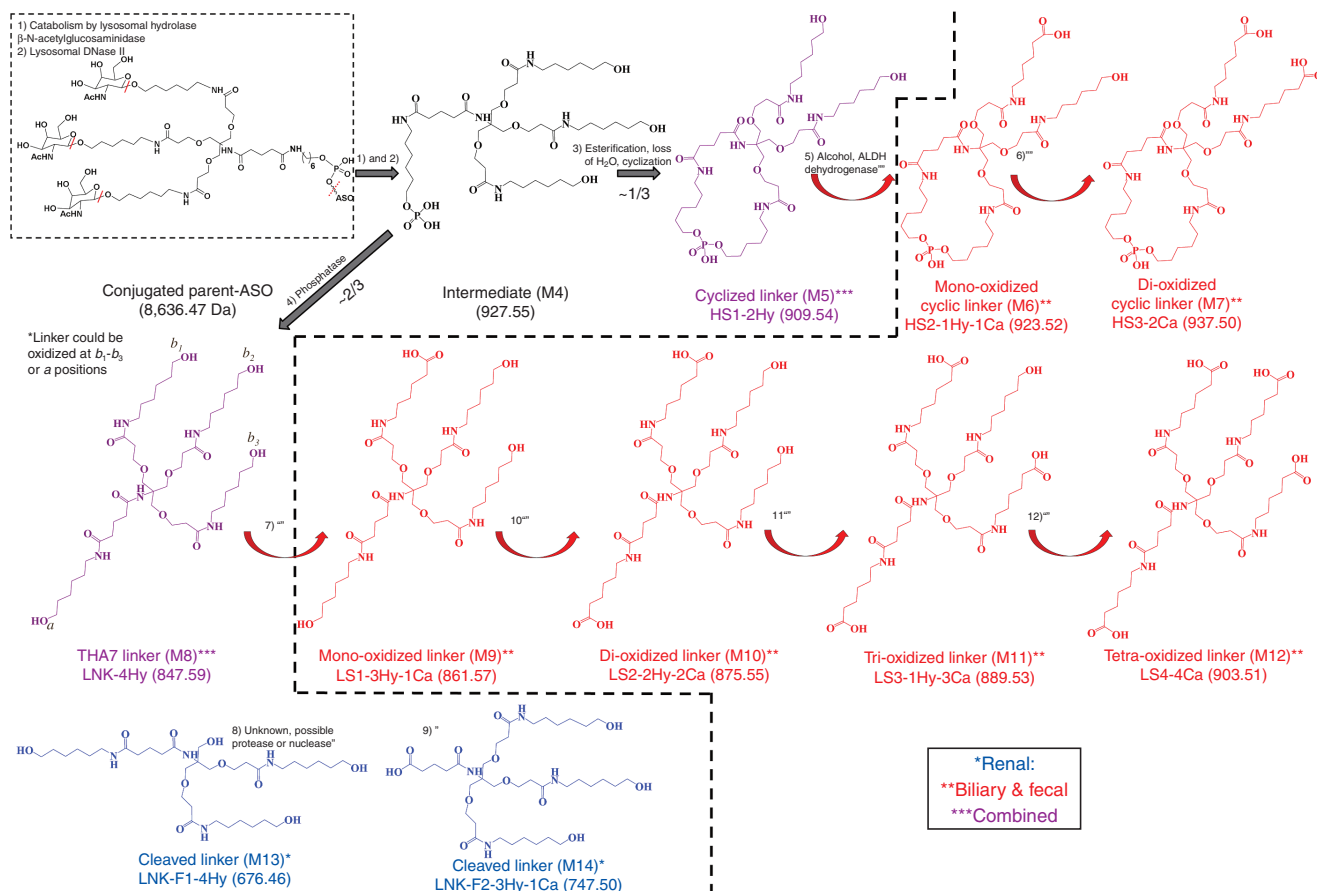 1) Catabolism by lysosomal hydrolase
β-N-acetylglucosaminidase
2) Lysosomal DNase II
Conjugated parent-ASO
(8,636.47 Da)
1) and 2)
Intermediate (M4)
(927.55)
3) Esterification, loss
of H₂O, cyclization
~1/3
4) Phosphatase
~2/3
Cyclized linker (M5)***
HS1-2Hy (909.54)
5) Alcohol, ALDH
dehydrogenase""
Mono-oxidized
cyclic linker (M6)**
HS2-1Hy-1Ca (923.52)
6)""
Di-oxidized
cyclic linker (M7)**
HS3-2Ca (937.50)
*Linker could be
oxidized at b₁-b₃
or a positions
b₁
b₂
b₃
a
THA7 linker (M8)***
LNK-4Hy (847.59)
7) ""
Mono-oxidized linker (M9)**
LS1-3Hy-1Ca (861.57)
10""
Di-oxidized linker (M10)**
LS2-2Hy-2Ca (875.55)
11""
Tri-oxidized linker (M11)**
LS3-1Hy-3Ca (889.53)
12)""
Tetra-oxidized linker (M12)**
LS4-4Ca (903.51)
8) Unknown, possible
protease or nuclease"
Cleaved linker (M13)*
LNK-F1-4Hy (676.46)
9) "
Cleaved linker (M14)*
LNK-F2-3Hy-1Ca (747.50)
*Renal:
**Biliary & fecal
***Combined